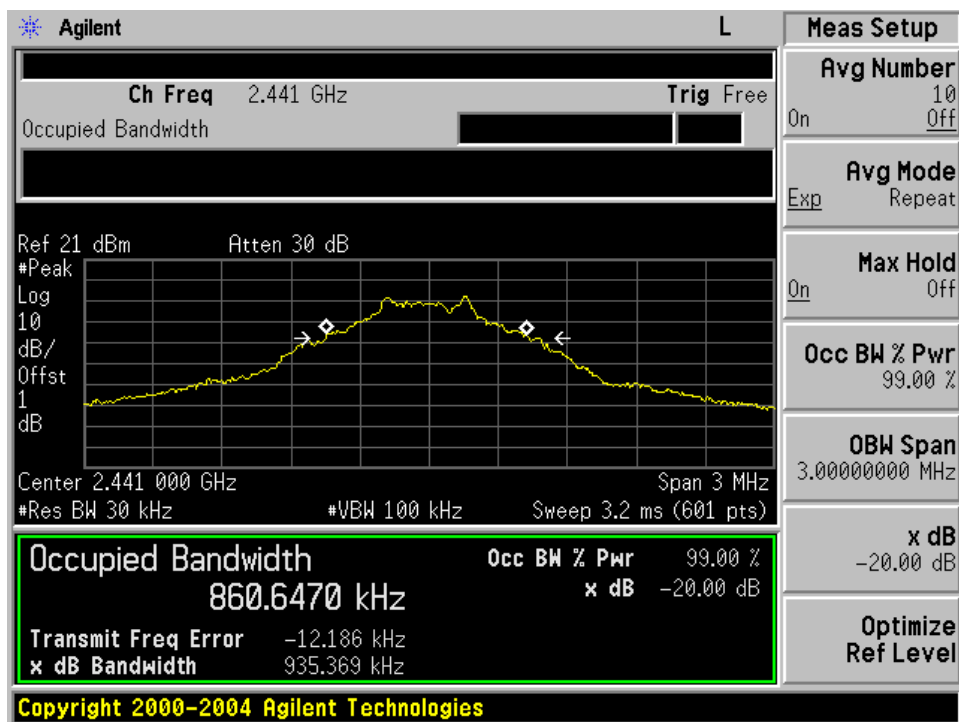 Agilent L
Ch Freq 2.441 GHz Trig Free
Occupied Bandwidth
Ref 21 dBm Atten 30 dB
#Peak
Log
10
dB/
Offst
1
dB
Center 2.441 000 GHz Span 3 MHz
#Res BW 30 kHz #VBW 100 kHz Sweep 3.2 ms (601 pts)
Occupied Bandwidth
860.6470 kHz
Occ BW % Pwr 99.00 %
x dB -20.00 dB
Transmit Freq Error -12.186 kHz
x dB Bandwidth 935.369 kHz
Meas Setup
Avg Number
10
On Off
Avg Mode
Exp Repeat
Max Hold
On Off
Occ BW % Pwr
99.00 %
OBW Span
3.00000000 MHz
x dB
-20.00 dB
Optimize
Ref Level
Copyright 2000-2004 Agilent Technologies